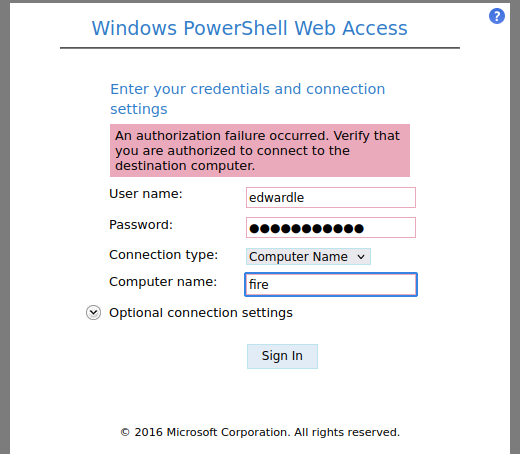 Windows PowerShell Web Access
?
Enter your credentials and connection
settings
An authorization failure occurred. Verify that
you are authorized to connect to the
destination computer.
User name: edwardle
Password: ●●●●●●●●●●●
Connection type: Computer Name
Computer name: fire
Optional connection settings
Sign In
© 2016 Microsoft Corporation. All rights reserved.